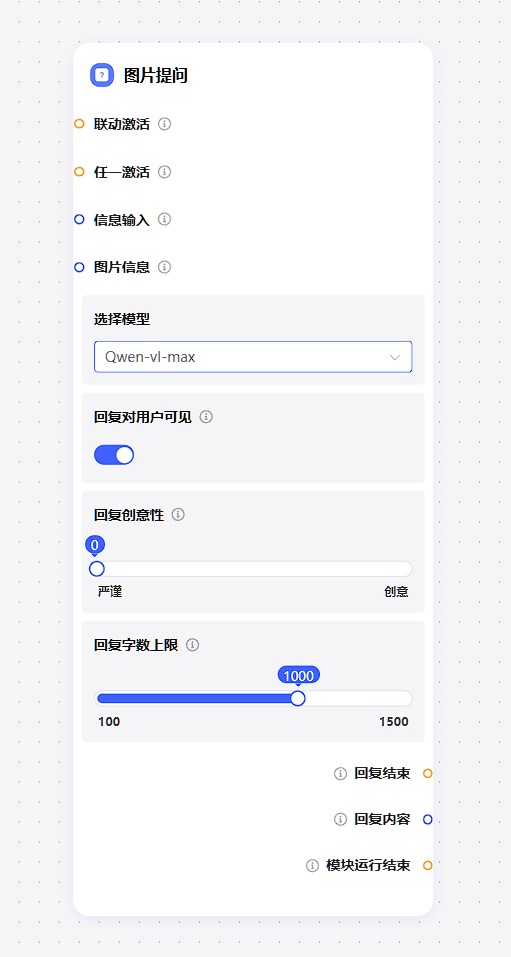 图片提问
联动激活
任一激活
信息输入
图片信息
选择模型
Qwen-vl-max
回复对用户可见
回复创意性
0
严谨 创意
回复字数上限
1000
100 1500
回复结束
回复内容
模块运行结束